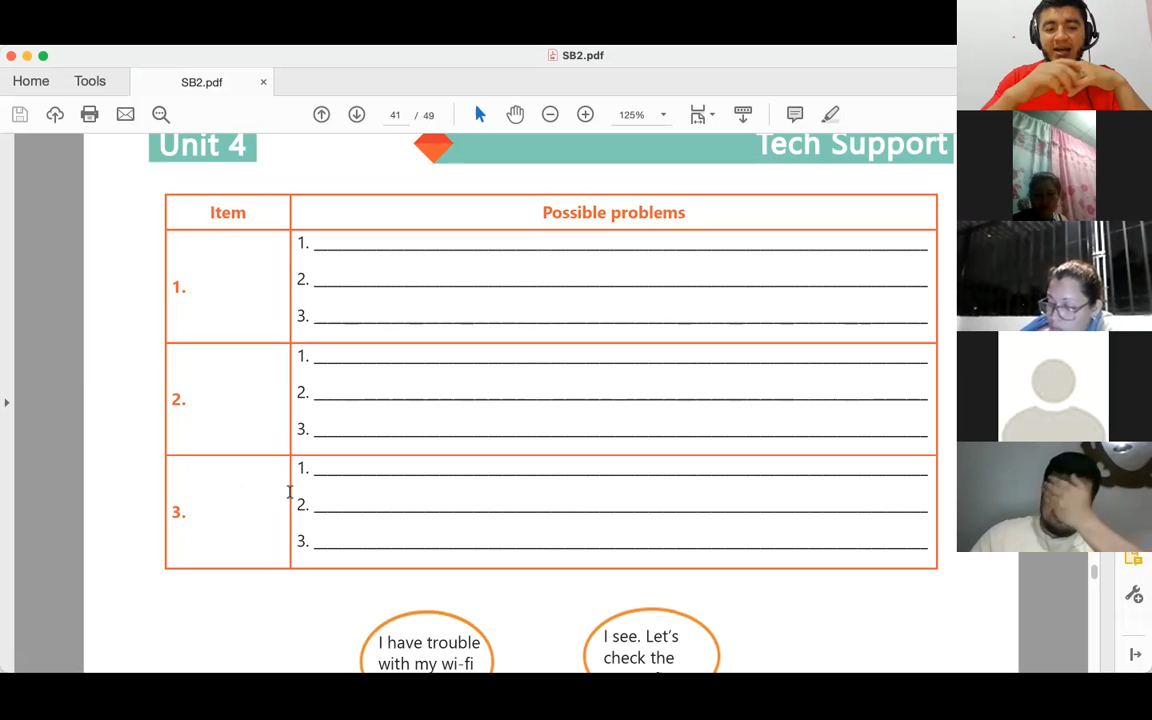 SB2.pdf
Home Tools SB2.pdf ×
41 / 49 125%
Unit 4 Tech Support
Item Possible problems
1.
1.
2.
3.
2.
1.
2.
3.
3.
1.
2.
3.
I have trouble
with my wi-fi
I see. Let's
check the